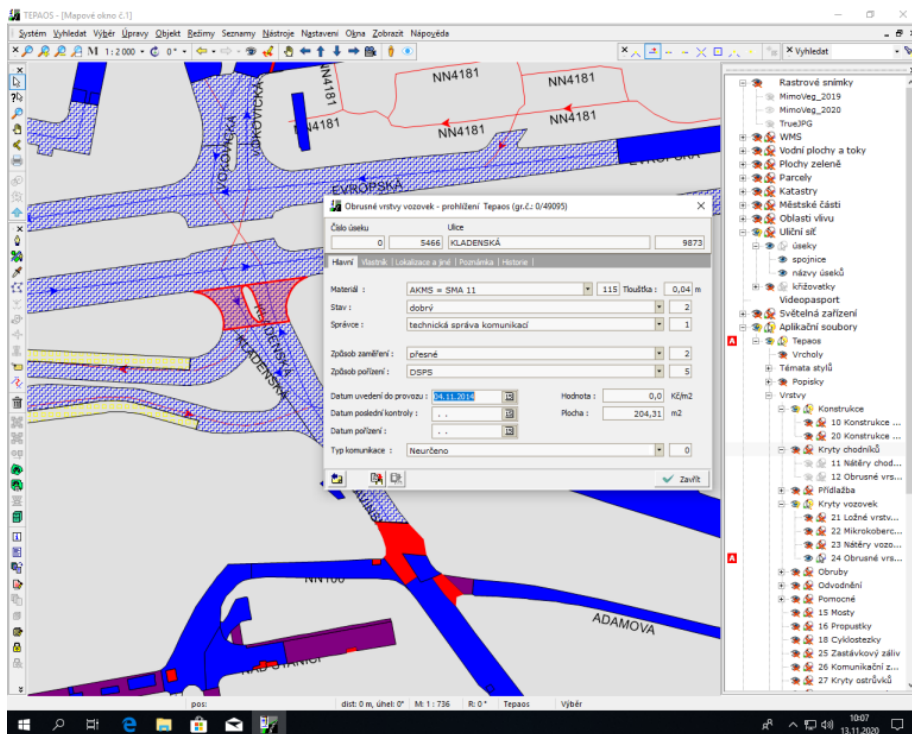 TEPAOS - [Mapové okno č.1]
Systém Vyhledat Výběr Úpravy Objekt Režimy Seznamy Nástroje Nastavení Okna Zobrazit Nápověda
M 1:2 000 0° Vyhledat
NN4181
NN4181
NN4181
NN4181
NN4181
VOKOVICKÁ
VOKOVICKÁ
EVROPSKÁ
EVROPSKÁ
KLADENSKÁ
KLADENSKÁ
NN100
ADAMOVA
NAD STANICÍ
Obrusné vrstvy vozovek - prohlížení Tepaos (gr.č.: 0/49095)
Číslo úseku Ulice
0 5466 KLADENSKÁ 9873
Hlavní Vlastník Lokalizace a jiné Poznámka Historie
Materiál : AKMS = SMA 11 115 Tloušťka : 0,04 m
Stav : dobrý 2
Správce : technická správa komunikací 1
Způsob zaměření : přesné 2
Způsob pořízení : DSPS 5
Datum uvedení do provozu : 04.11.2014 15 Hodnota : 0,0 Kč/m2
Datum poslední kontroly : . . 15 Plocha : 204,31 m2
Datum pořízení : . . 15
Typ komunikace : Neurčeno 0
Zavřít
Rastrové snímky
MimoVeg_2019
MimoVeg_2020
TrueJPG
WMS
Vodní plochy a toky
Plochy zeleně
Parcely
Katastry
Městské části
Oblasti vlivu
Uliční síť
úseky
spojnice
názvy úseků
křižovatky
Videopasport
Světelná zařízení
Aplikační soubory
A Tepaos
Vrcholy
Témata stylů
Popisky
Vrstvy
Konstrukce
10 Konstrukce ...
20 Konstrukce ...
Kryty chodníků
11 Nátěry chod...
12 Obrusné vrs...
Přídlažba
Kryty vozovek
21 Ložné vrstv...
22 Mikrokoberc...
23 Nátěry vozo...
A 24 Obrusné vrs...
Obruby
Odvodnění
Pomocné
15 Mosty
16 Propustky
18 Cyklostezky
25 Zastávkový záliv
26 Komunikační z...
27 Kryty ostrůvků
pos: dist: 0 m, úhel: 0° M: 1 : 736 R: 0 ° Tepaos Výběr
10:07
13.11.2020